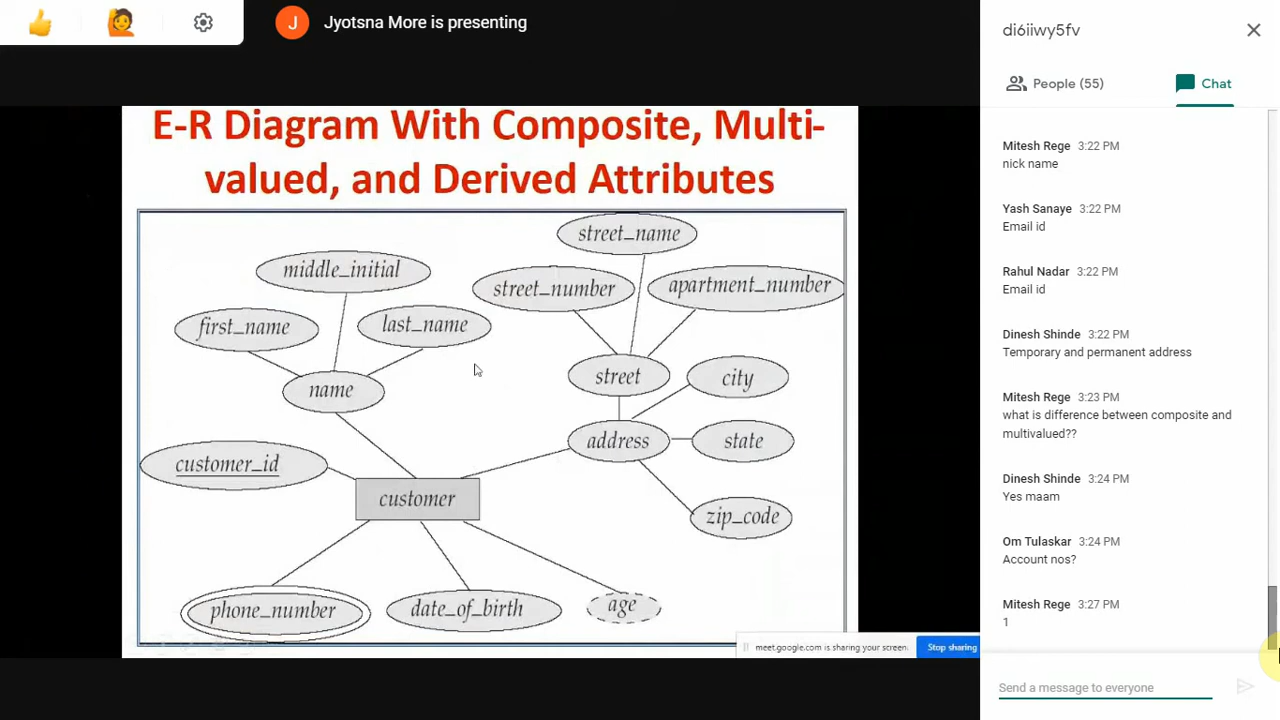 J
Jyotsna More is presenting
E-R Diagram With Composite, Multi-
valued, and Derived Attributes
street_name
middle_initial
street_number
apartment_number
first_name
last_name
street
city
name
address
state
customer_id
customer
zip_code
phone_number
date_of_birth
age
meet.google.com is sharing your screen.
Stop sharing
di6iiwy5fv
People (55)
Chat
Mitesh Rege 3:22 PM
nick name
Yash Sanaye 3:22 PM
Email id
Rahul Nadar 3:22 PM
Email id
Dinesh Shinde 3:22 PM
Temporary and permanent address
Mitesh Rege 3:23 PM
what is difference between composite and
multivalued??
Dinesh Shinde 3:24 PM
Yes maam
Om Tulaskar 3:24 PM
Account nos?
Mitesh Rege 3:27 PM
1
Send a message to everyone